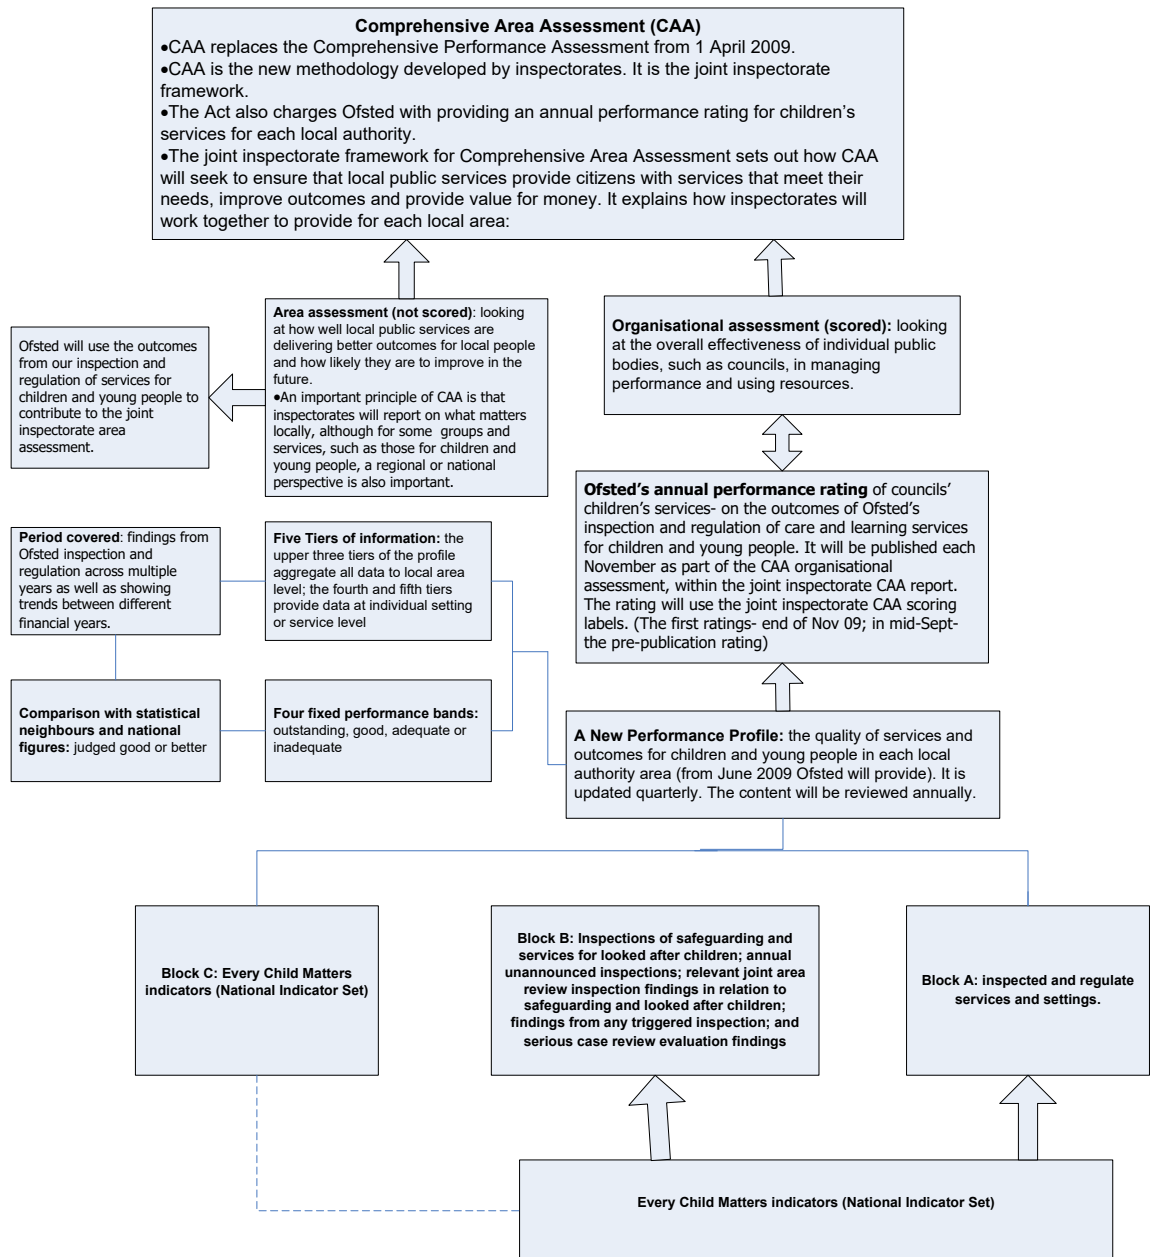 Comprehensive Area Assessment (CAA)
•CAA replaces the Comprehensive Performance Assessment from 1 April 2009.
•CAA is the new methodology developed by inspectorates. It is the joint inspectorate
framework.
•The Act also charges Ofsted with providing an annual performance rating for children’s
services for each local authority.
•The joint inspectorate framework for Comprehensive Area Assessment sets out how CAA
will seek to ensure that local public services provide citizens with services that meet their
needs, improve outcomes and provide value for money. It explains how inspectorates will
work together to provide for each local area:
Ofsted will use the outcomes
from our inspection and
regulation of services for
children and young people to
contribute to the joint
inspectorate area
assessment.
Area assessment (not scored): looking
at how well local public services are
delivering better outcomes for local people
and how likely they are to improve in the
future.
•An important principle of CAA is that
inspectorates will report on what matters
locally, although for some groups and
services, such as those for children and
young people, a regional or national
perspective is also important.
Organisational assessment (scored): looking
at the overall effectiveness of individual public
bodies, such as councils, in managing
performance and using resources.
Ofsted’s annual performance rating of councils’
children’s services- on the outcomes of Ofsted’s
inspection and regulation of care and learning services
for children and young people. It will be published each
November as part of the CAA organisational
assessment, within the joint inspectorate CAA report.
The rating will use the joint inspectorate CAA scoring
labels. (The first ratings- end of Nov 09; in mid-Sept-
the pre-publication rating)
Period covered: findings from
Ofsted inspection and
regulation across multiple
years as well as showing
trends between different
financial years.
Five Tiers of information: the
upper three tiers of the profile
aggregate all data to local area
level; the fourth and fifth tiers
provide data at individual setting
or service level
Comparison with statistical
neighbours and national
figures: judged good or better
Four fixed performance bands:
outstanding, good, adequate or
inadequate
A New Performance Profile: the quality of services and
outcomes for children and young people in each local
authority area (from June 2009 Ofsted will provide). It is
updated quarterly. The content will be reviewed annually.
Block C: Every Child Matters
indicators (National Indicator Set)
Block B: Inspections of safeguarding and
services for looked after children; annual
unannounced inspections; relevant joint area
review inspection findings in relation to
safeguarding and looked after children;
findings from any triggered inspection; and
serious case review evaluation findings
Block A: inspected and regulate
services and settings.
Every Child Matters indicators (National Indicator Set)